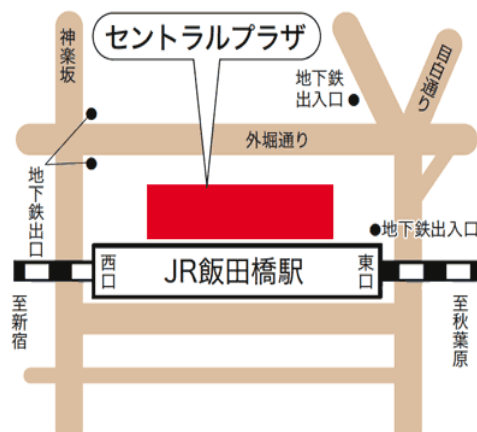 セントラルプラザ
神楽坂
地下鉄
出入口
目白通り
外堀通り
地下鉄出口
地下鉄出入口
西口
JR飯田橋駅
東口
至新宿
至秋葉原